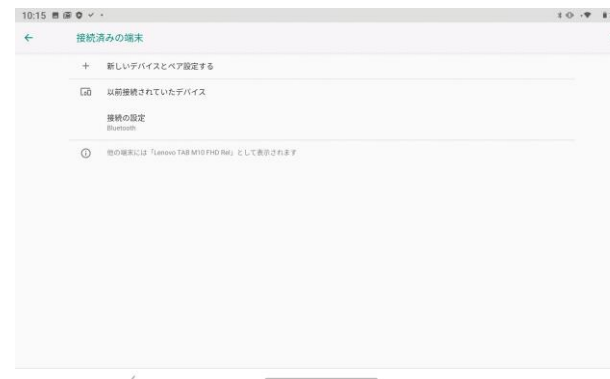 10:15
接続済みの端末
新しいデバイスとペア設定する
以前接続されていたデバイス
接続の設定
Bluetooth
他の端末には「Lenovo TAB M10 FHD Rel」として表示されます